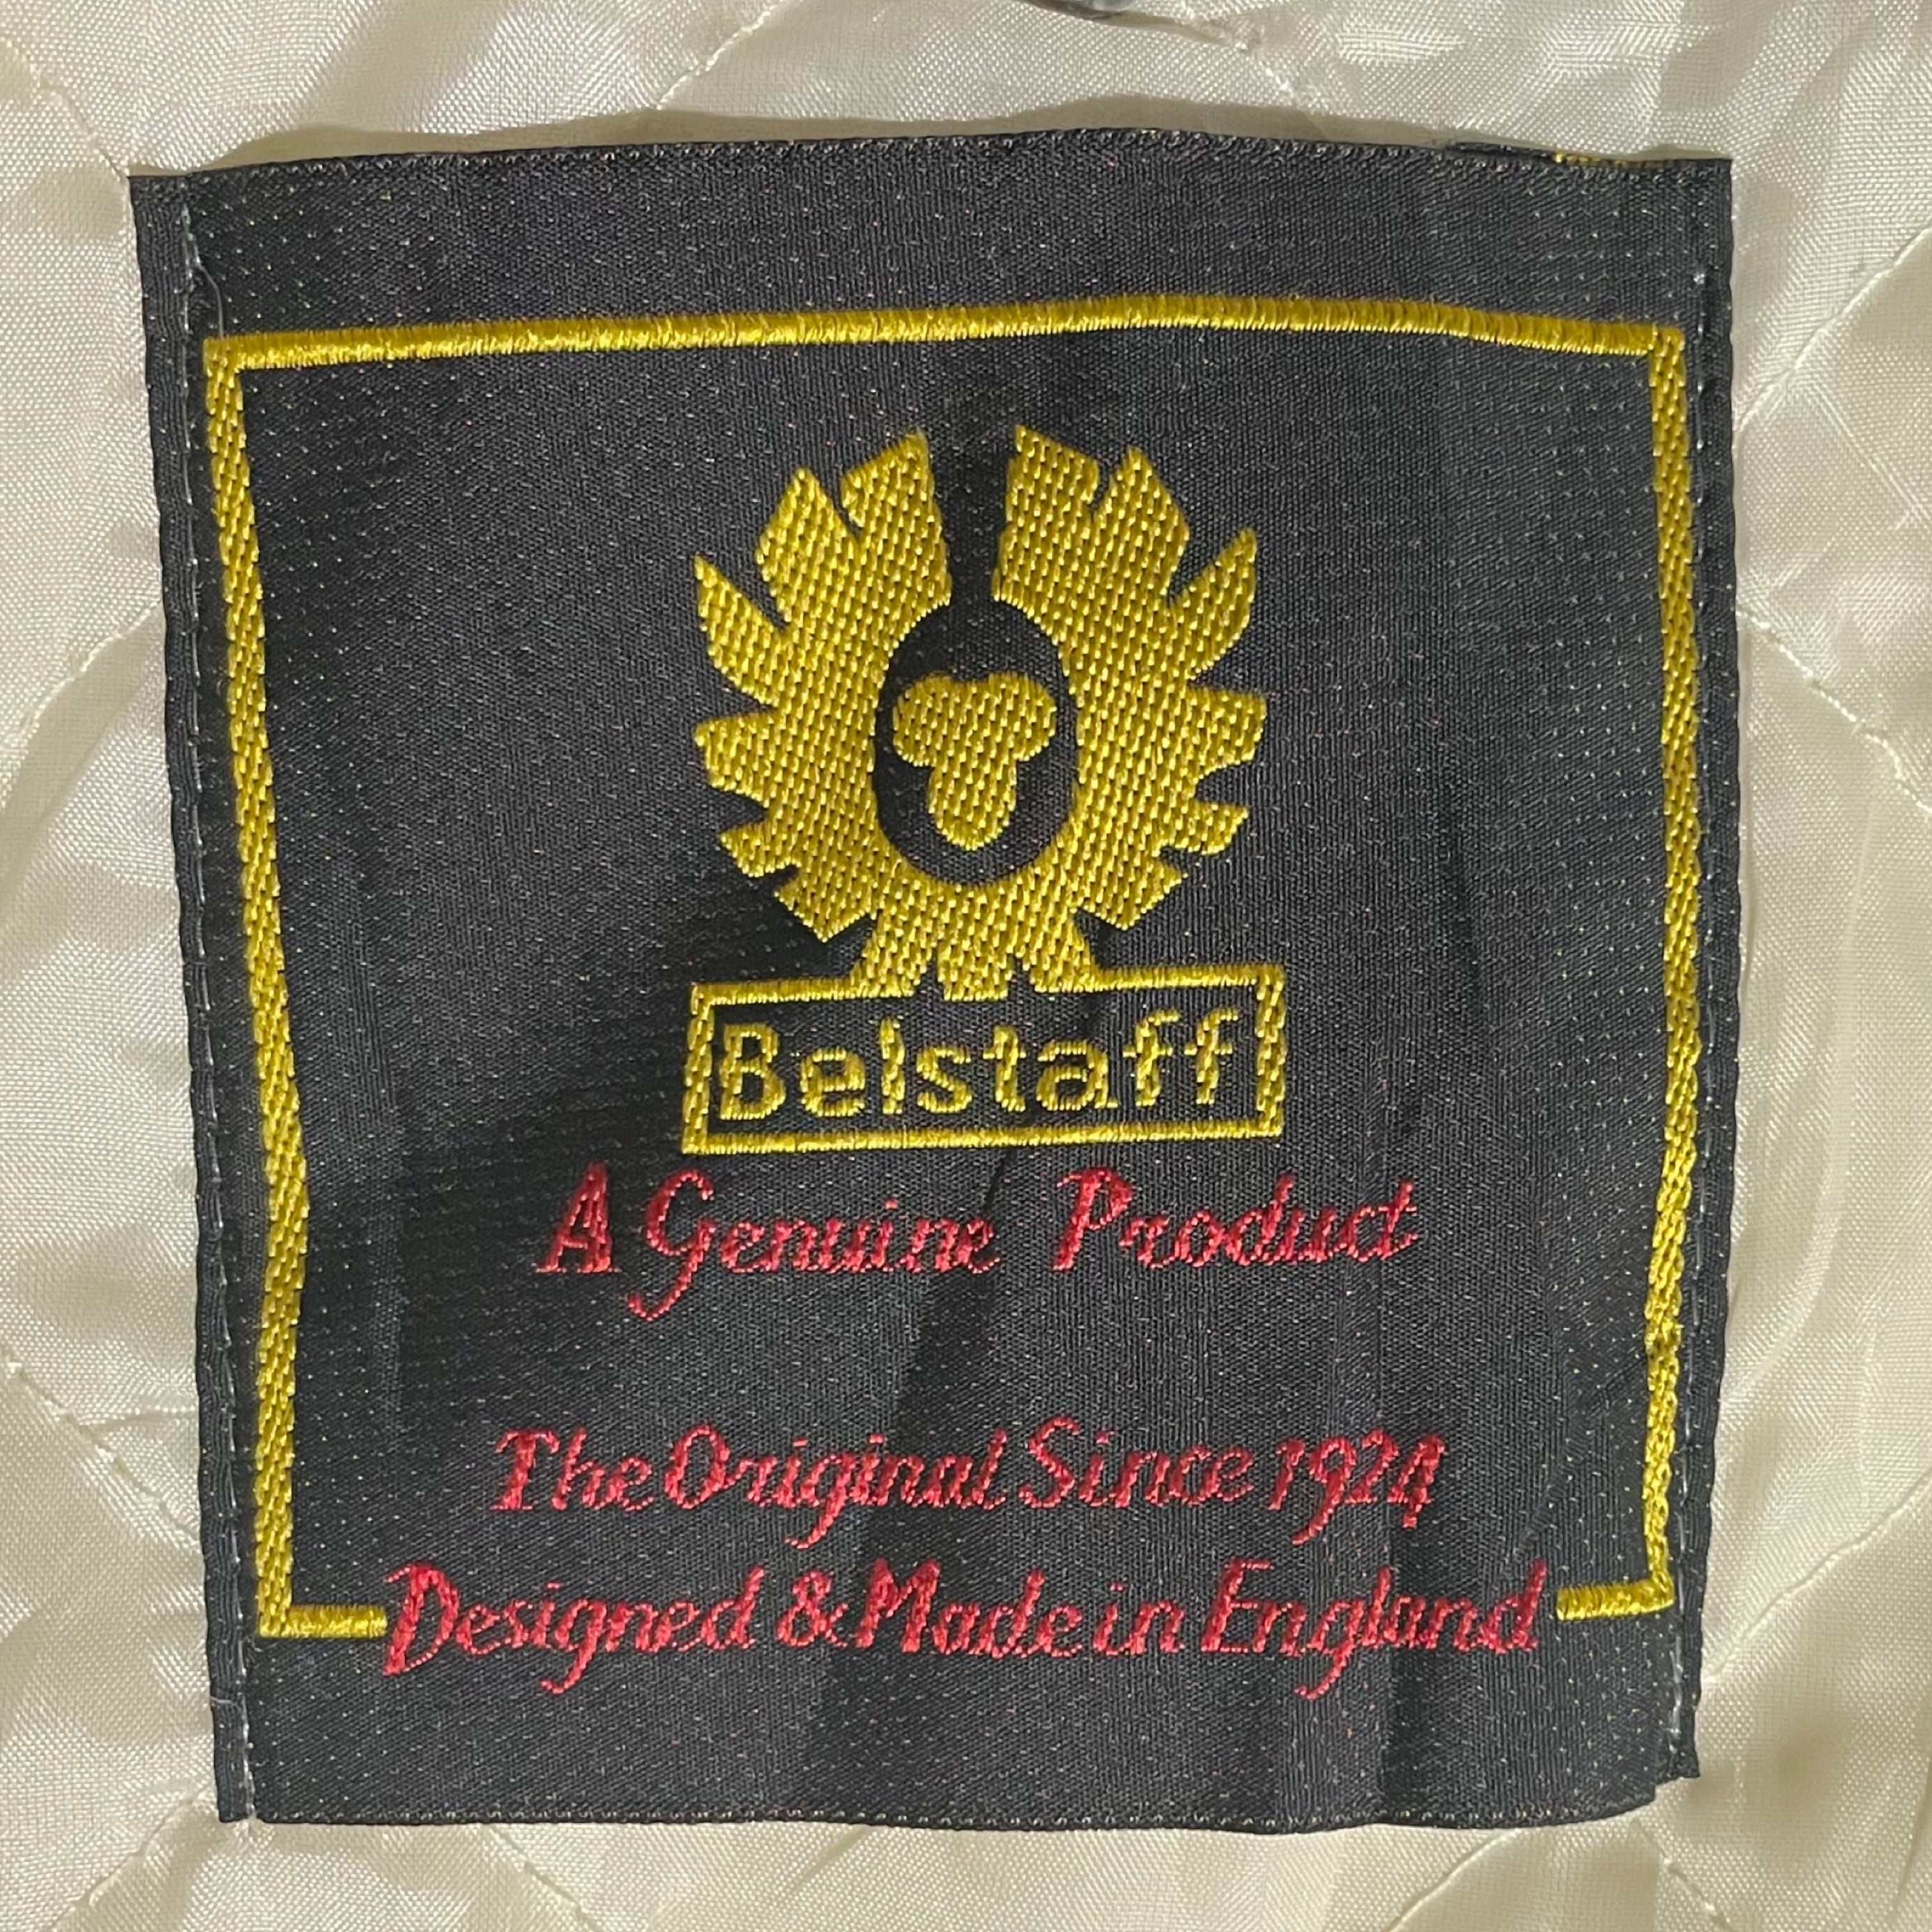 Belstaff
A Genuine Product
The Original Since 1924
Designed & Made in England